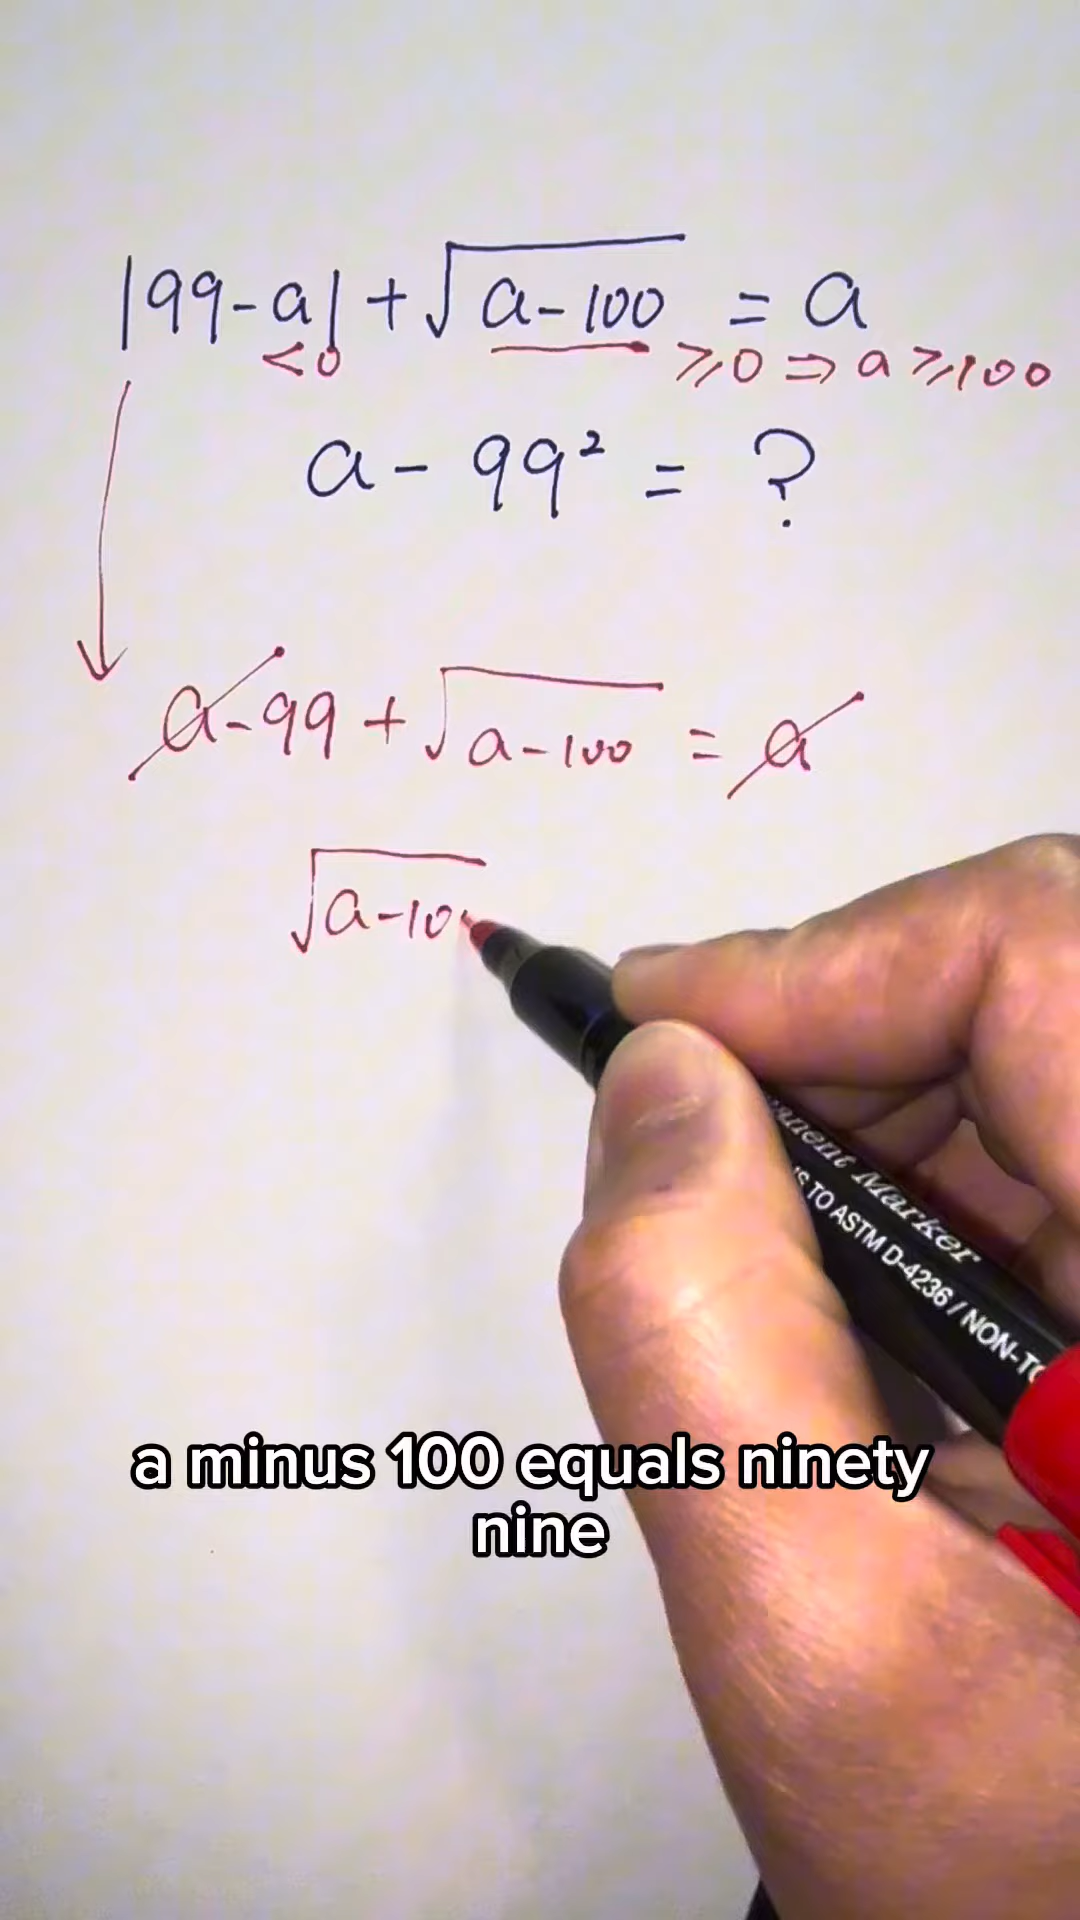 |99-a| + √a-100 = a
<0 ⩾0 ⇒ a ⩾100
a - 99² = ?
a-99 + √a-100 = a
√a-10
Marker
TO ASTM D-4236 / NON-TO
a minus 100 equals ninety
nine